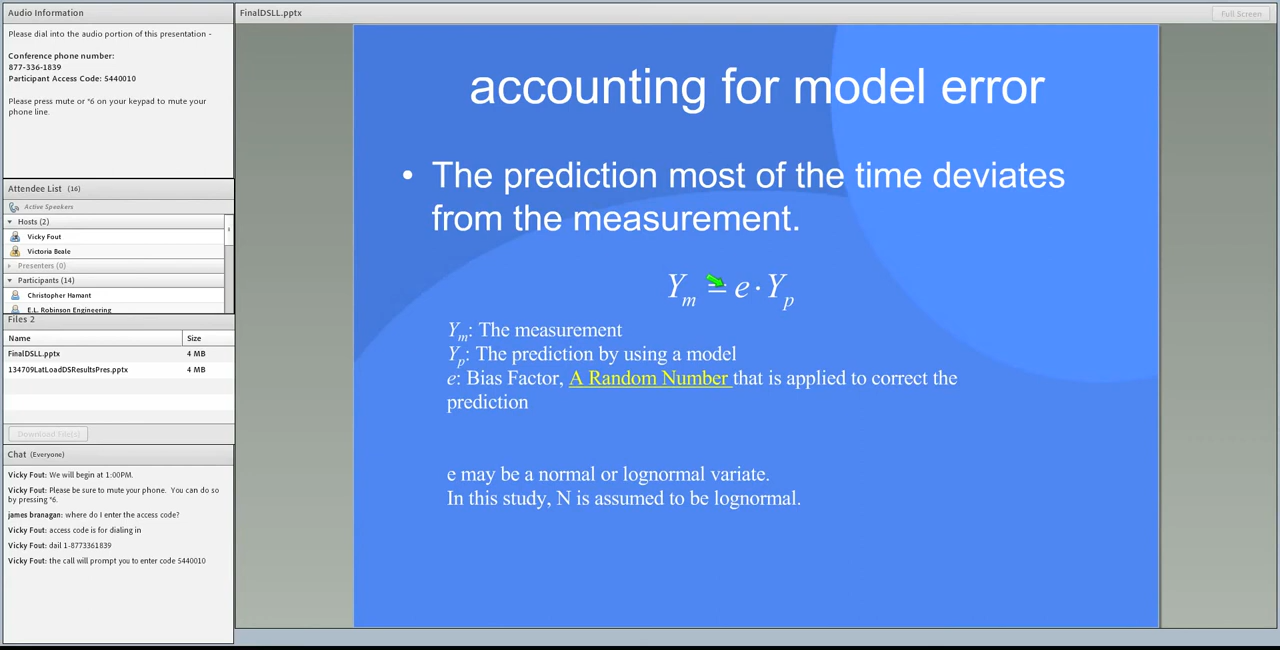 Audio Information
Please dial into the audio portion of this presentation -
Conference phone number:
877-336-1839
Participant Access Code: 5440010
Please press mute or *6 on your keypad to mute your
phone line.
Attendee List (16)
Active Speakers
Hosts (2)
Vicky Fout
Victoria Beale
Presenters (0)
Participants (14)
Christopher Hamant
E.L. Robinson Engineering
Files 2
Name Size
FinalDSLL.pptx 4 MB
134709LatLoadDSResultsPres.pptx 4 MB
Download File(s)
Chat (Everyone)
Vicky Fout: We will begin at 1:00PM.
Vicky Fout: Please be sure to mute your phone. You can do so
by pressing *6.
james branagan: where do I enter the access code?
Vicky Fout: access code is for dialing in
Vicky Fout: dail 1-8773361839
Vicky Fout: the call will prompt you to enter code 5440010
FinalDSLL.pptx
Full Screen
accounting for model error
• The prediction most of the time deviates
from the measurement.
Yₘ = e · Yₚ
Yₘ: The measurement
Yₚ: The prediction by using a model
e: Bias Factor, A Random Number that is applied to correct the
prediction
e may be a normal or lognormal variate.
In this study, N is assumed to be lognormal.